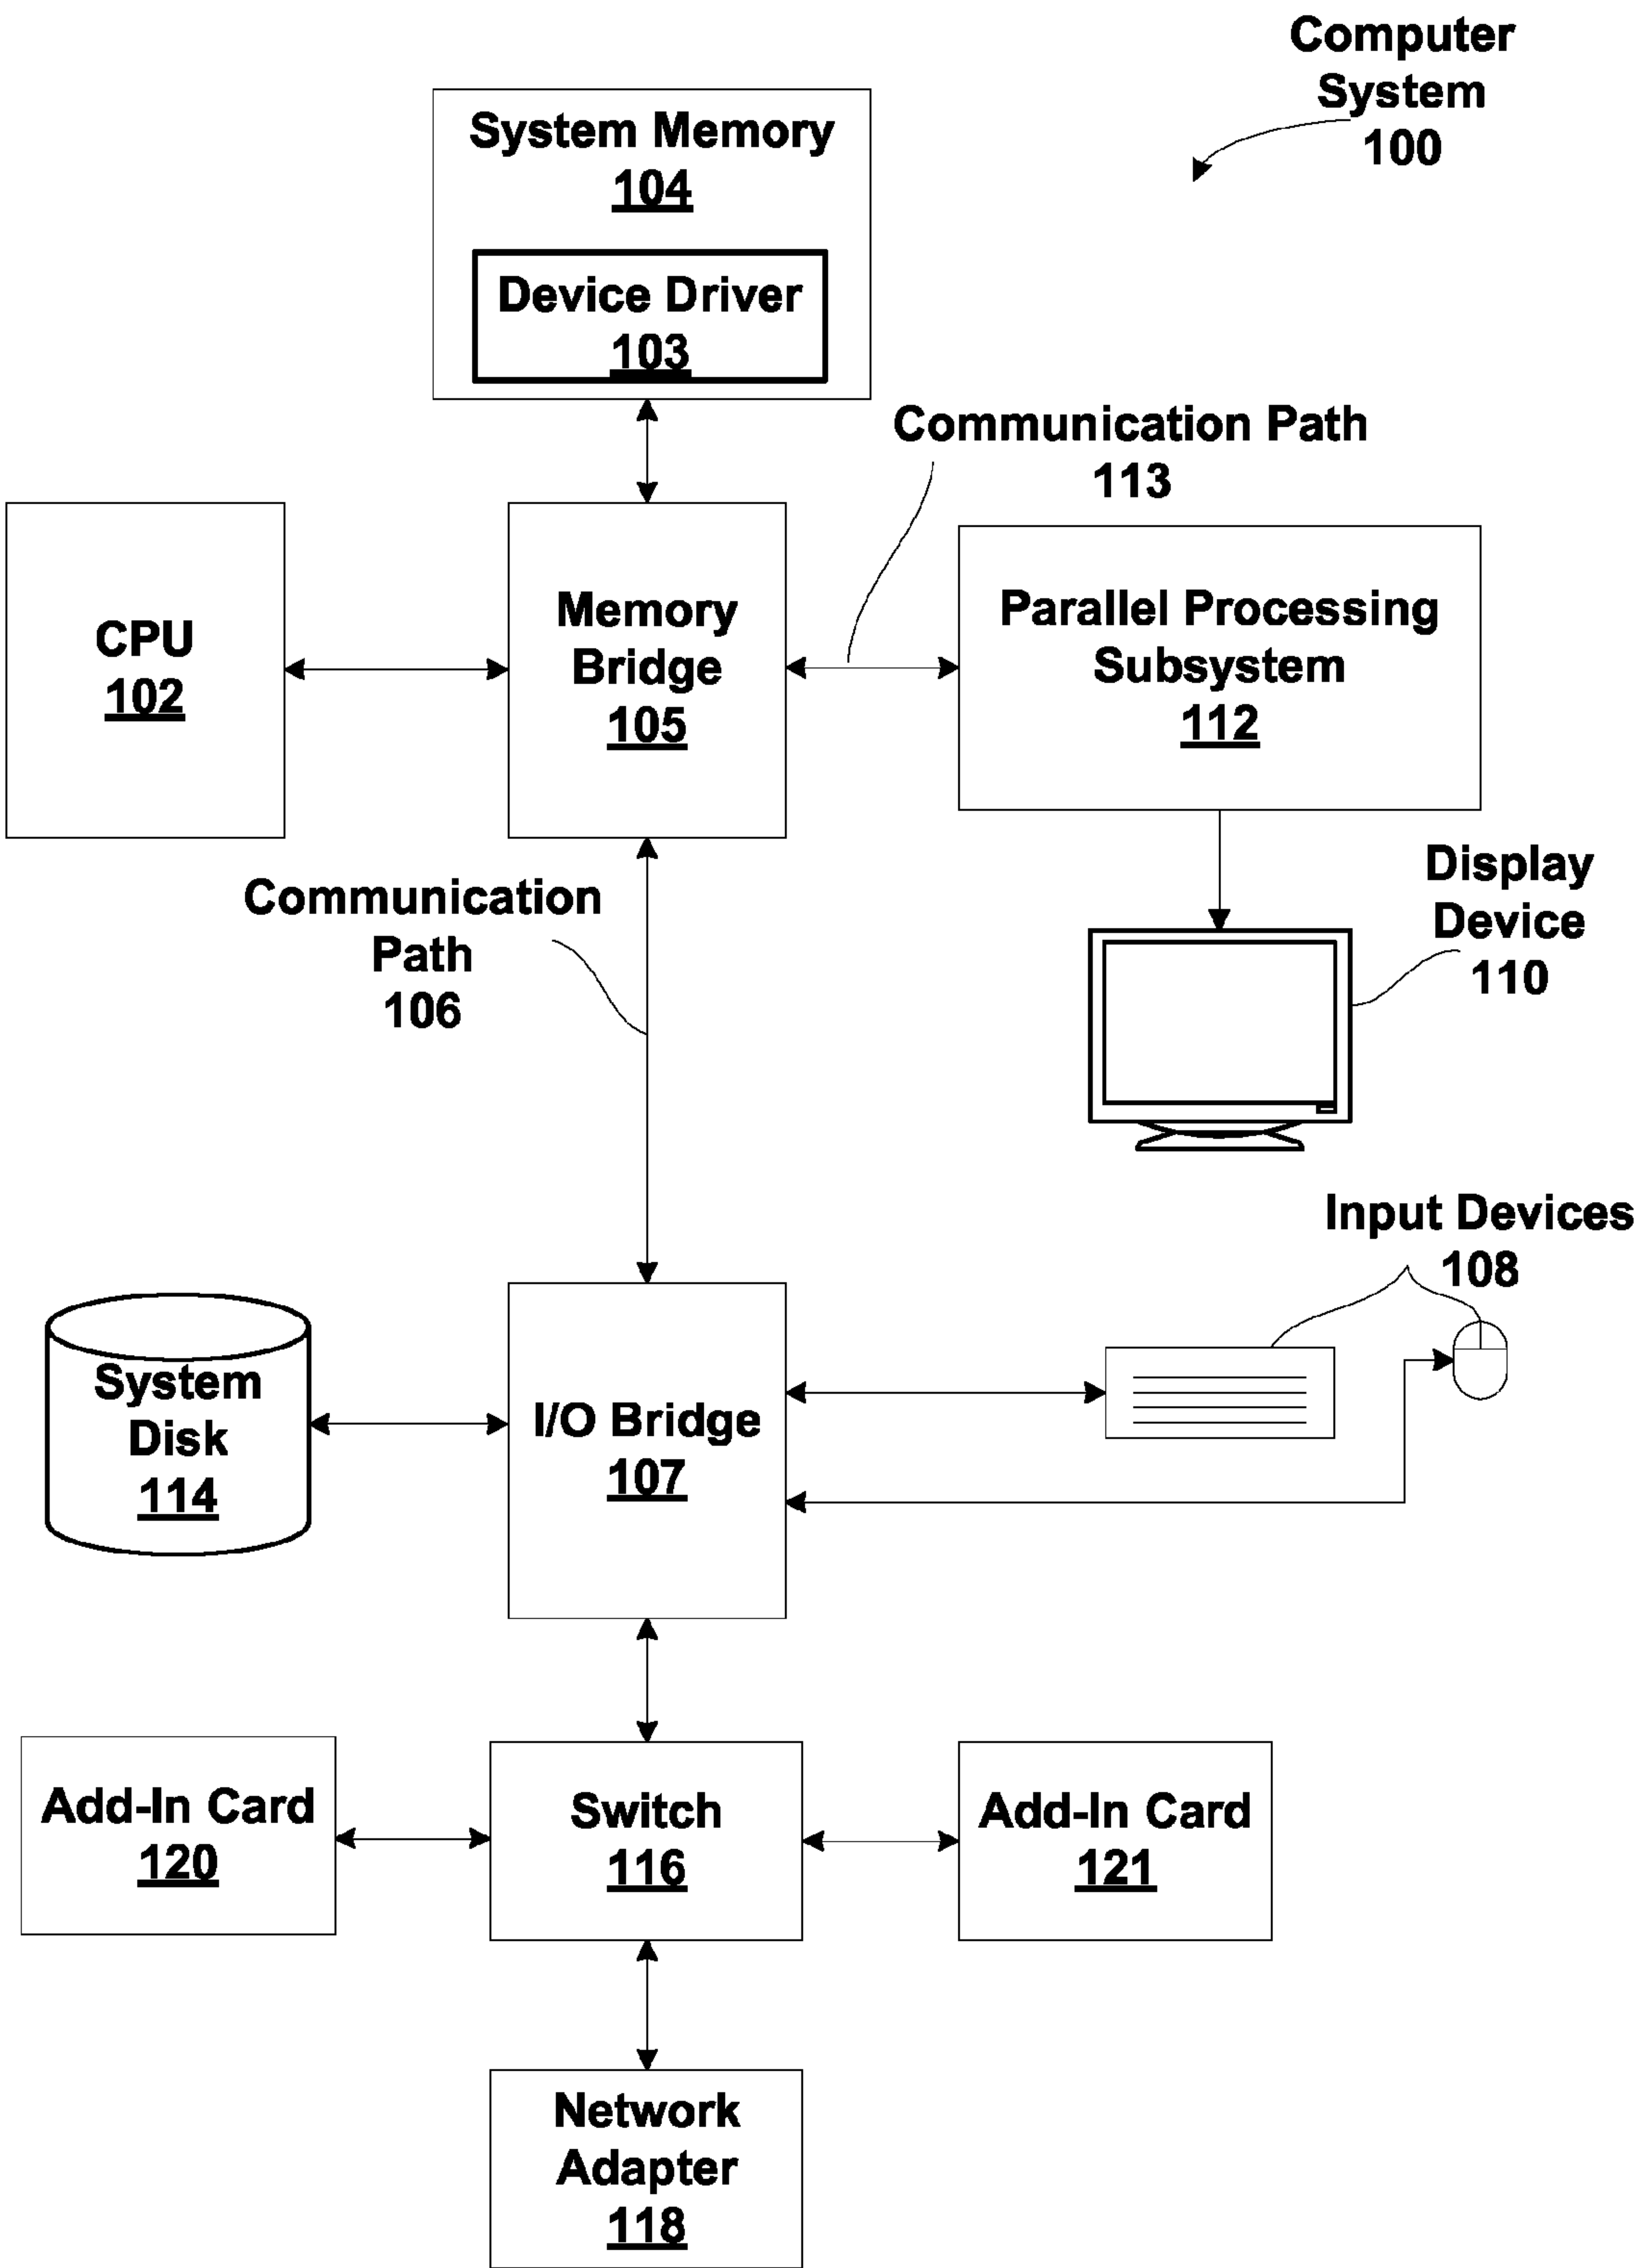 Computer
System
100
System Memory
104
Device Driver
103
Communication Path
113
CPU
102
Memory
Bridge
105
Parallel Processing
Subsystem
112
Communication
Path
106
Display
Device
110
Input Devices
108
System
Disk
114
I/O Bridge
107
Add-In Card
120
Switch
116
Add-In Card
121
Network
Adapter
118